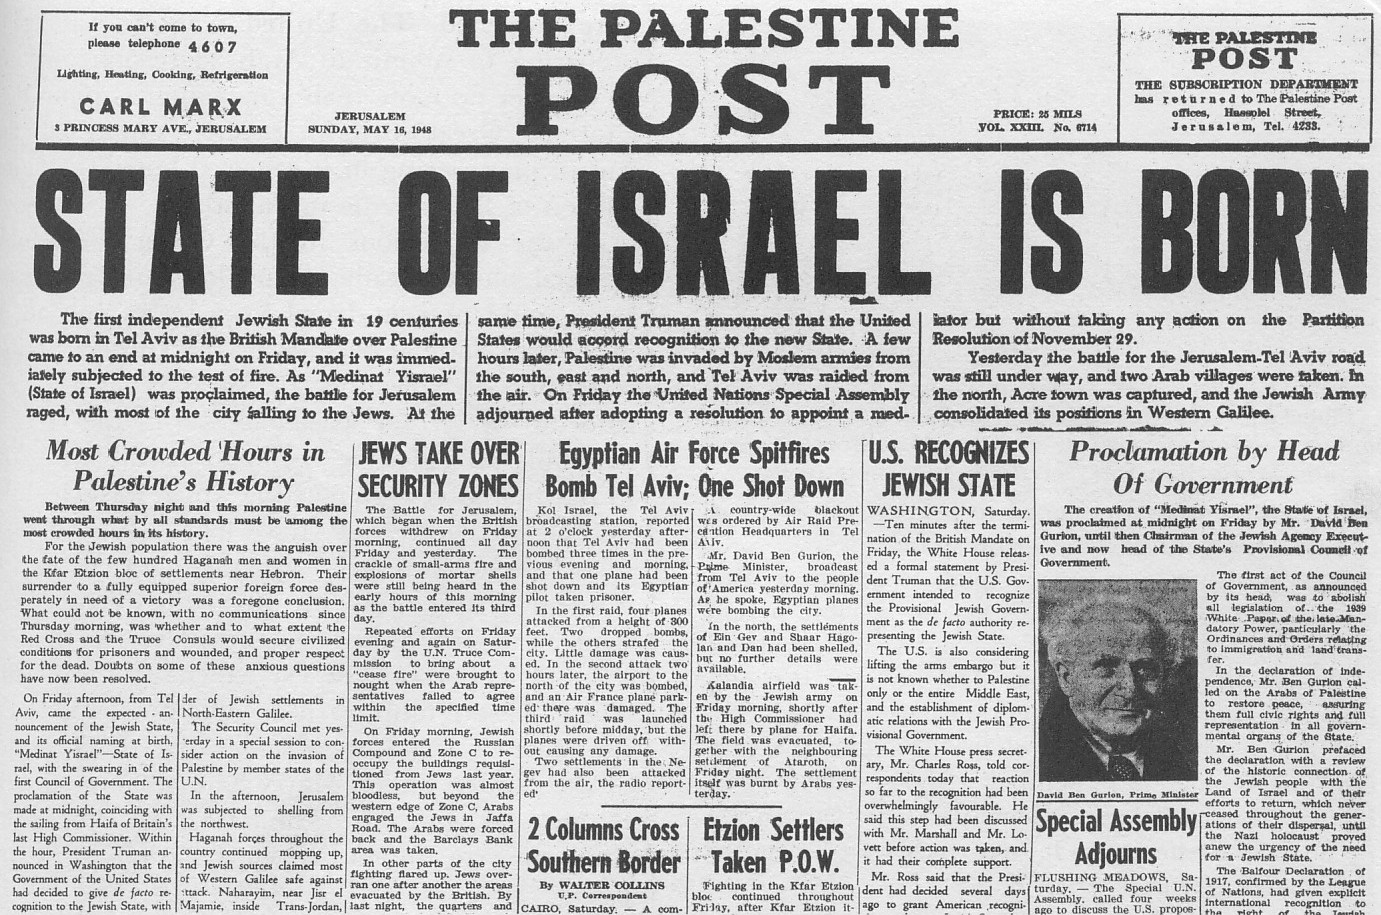 If you can't come to town,
please telephone 4607
Lighting, Heating, Cooking, Refrigeration
CARL MARX
3 PRINCESS MARY AVE., JERUSALEM
THE PALESTINE
POST
JERUSALEM
SUNDAY, MAY 16, 1948
PRICE: 25 MILS
VOL. XXIII. No. 6714
THE PALESTINE
POST
THE SUBSCRIPTION DEPARTMENT
has returned to The Palestine Post
offices, Hassolel Street,
Jerusalem, Tel. 4233.
STATE OF ISRAEL IS BORN
The first independent Jewish State in 19 centuries
was born in Tel Aviv as the British Mandate over Palestine
came to an end at midnight on Friday, and it was immed-
iately subjected to the test of fire. As "Medinat Yisrael"
(State of Israel) was proclaimed, the battle for Jerusalem
raged, with most of the city falling to the Jews. At the
same time, President Truman announced that the United
States would accord recognition to the new State. A few
hours later, Palestine was invaded by Moslem armies from
the south, east and north, and Tel Aviv was raided from
the air. On Friday the United Nations Special Assembly
adjourned after adopting a resolution to appoint a med-
iator but without taking any action on the Partition
Resolution of November 29.
Yesterday the battle for the Jerusalem-Tel Aviv road
was still under way, and two Arab villages were taken. In
the north, Acre town was captured, and the Jewish Army
consolidated its positions in Western Galilee.
Most Crowded Hours in
Palestine's History
Between Thursday night and this morning Palestine
went through what by all standards must be among the
most crowded hours in its history.
For the Jewish population there was the anguish over
the fate of the few hundred Haganah men and women in
the Kfar Etzion bloc of settlements near Hebron. Their
surrender to a fully equipped superior foreign force des-
perately in need of a victory was a foregone conclusion.
What could not be known, with no communications since
Thursday morning, was whether and to what extent the
Red Cross and the Truce Consuls would secure civilized
conditions for prisoners and wounded, and proper respect
for the dead. Doubts on some of these anxious questions
have now been resolved.
On Friday afternoon, from Tel
Aviv, came the expected an-
nouncement of the Jewish State,
and its official naming at birth,
"Medinat Yisrael"—State of Is-
rael, with the swearing in of the
first Council of Government. The
proclamation of the State was
made at midnight, coinciding with
the sailing from Haifa of Britain's
last High Commissioner. Within
the hour, President Truman an-
nounced in Washington that the
Government of the United States
had decided to give de facto re-
cognition to the Jewish State, with
der of Jewish settlements in
North-Eastern Galilee.
The Security Council met yes-
terday in a special session to con-
sider action on the invasion of
Palestine by member states of the
U.N.
In the afternoon, Jerusalem
was subjected to shelling from
the northwest.
Haganah forces throughout the
country continued mopping up,
and Jewish sources claimed most
of Western Galilee safe against
attack. Naharayim, near Jisr el
Majamie, inside Trans-Jordan,
JEWS TAKE OVER
SECURITY ZONES
The Battle for Jerusalem,
which began when the British
forces withdrew on Friday
morning, continued all day
Friday and yesterday. The
crackle of small-arms fire and
explosions of mortar shells
were still being heard in the
early hours of this morning
as the battle entered its third
day.
Repeated efforts on Friday
evening and again on Satur-
day by the U.N. Truce Com-
mission to bring about a
"cease fire" were brought to
nought when the Arab repre-
sentatives failed to agree
within the specified time
limit.
On Friday morning, Jewish
forces entered the Russian
Compound and Zone C to re-
occupy the buildings requisi-
tioned from Jews last year.
This operation was almost
bloodless, but beyond the
western edge of Zone C, Arabs
engaged the Jews in Jaffa
Road. The Arabs were forced
back and the Barclays Bank
area was taken.
In other parts of the city
fighting flared up. Jews over-
ran one after another the areas
evacuated by the British. By
last night, the quarters and
Egyptian Air Force Spitfires
Bomb Tel Aviv; One Shot Down
Kol Israel, the Tel Aviv
broadcasting station, reported
at 2 o'clock yesterday after-
noon that Tel Aviv had been
bombed three times in the pre-
vious evening and morning,
and that one plane had been
shot down and its Egyptian
pilot taken prisoner.
In the first raid, four planes
attacked from a height of 300
feet. Two dropped bombs,
while the others strafed the
city. Little damage was caus-
ed. In the second attack two
hours later, the airport to the
north of the city was bombed,
and an Air France plane park-
ed there was damaged. The
third raid was launched
shortly before midday, but the
planes were driven off with-
out causing any damage.
Two settlements in the Ne-
gev had also been attacked
from the air, the radio report-
ed
A country-wide blackout
was ordered by Air Raid Pre-
caution Headquarters in Tel
Aviv.
Mr. David Ben Gurion, the
Prime Minister, broadcast
from Tel Aviv to the people
of America yesterday morning.
As he spoke, Egyptian planes
were bombing the city.
In the north, the settlements
of Ein Gev and Shaar Hago-
lan and Dan had been shelled,
but no further details were
available.
Kalandia airfield was tak-
en by the Jewish army on
Friday morning, shortly after
the High Commissioner had
left there by plane for Haifa.
The field was evacuated, to-
gether with the neighbouring
settlement of Ataroth, on
Friday night. The settlement
itself was burnt by Arabs yes-
terday.
2 Columns Cross
Southern Border
By WALTER COLLINS
U.P. Correspondent
CAIRO, Saturday. — A com-
Etzion Settlers
Taken P.O.W.
Fighting in the Kfar Etzion
bloc continued throughout
Friday, after Kfar Etzion it-
U.S. RECOGNIZES
JEWISH STATE
WASHINGTON, Saturday.
—Ten minutes after the termi-
nation of the British Mandate on
Friday, the White House releas-
ed a formal statement by Presi-
dent Truman that the U.S. Gov-
ernment intended to recognize
the Provisional Jewish Govern-
ment as the de facto authority re-
presenting the Jewish State.
The U.S. is also considering
lifting the arms embargo but it
is not known whether to Palestine
only or the entire Middle East,
and the establishment of diplom-
atic relations with the Jewish Pro-
visional Government.
The White House press secret-
ary, Mr. Charles Ross, told cor-
respondents today that reaction
so far to the recognition had been
overwhelmingly favourable. He
said this step had been discussed
with Mr. Marshall and Mr. Lo-
vett before action was taken, and
it had their complete support.
Mr. Ross said that the Presi-
dent had decided several days
ago to grant American recogni-
Proclamation by Head
Of Government
The creation of "Medinat Yisrael", the State of Israel,
was proclaimed at midnight on Friday by Mr. David Ben
Gurion, until then Chairman of the Jewish Agency Execut-
ive and now head of the State's Provisional Council of
Government.
David Ben Gurion, Prime Minister
Special Assembly
Adjourns
FLUSHING MEADOWS, Sa-
turday. — The Special U.N.
Assembly, called four weeks
ago to discuss the U.S. propos-
The first act of the Council
of Government, as announced
by its head, was to abolish
all legislation of the 1939
White Paper of the late Man-
datory Power, particularly the
Ordinances and Orders relating
to immigration and land trans-
fer.
In the declaration of inde-
pendence, Mr. Ben Gurion cal-
led on the Arabs of Palestine
to restore peace, assuring
them full civic rights and full
representation in all govern-
mental organs of the State.
Mr. Ben Gurion prefaced
the declaration with a review
of the historic connection of
the Jewish people with the
Land of Israel and of their
efforts to return, which never
ceased throughout the gener-
ations of their dispersal, until
the Nazi holocaust proved
anew the urgency of the need
for a Jewish State.
The Balfour Declaration of
1917, confirmed by the League
of Nations, had given explicit
international recognition to